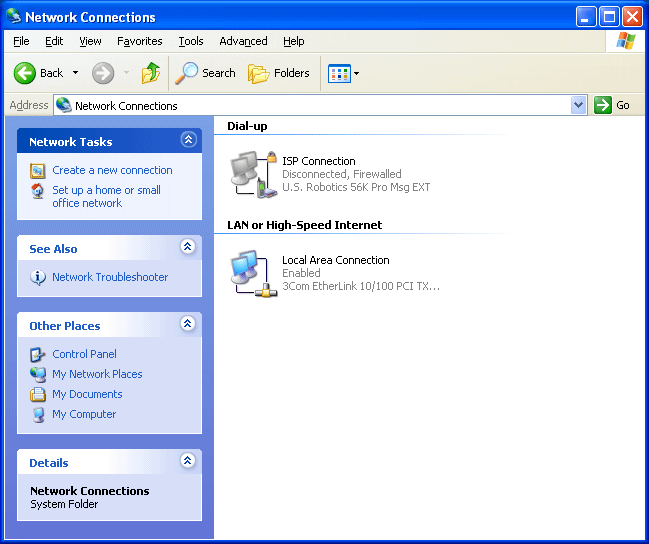 Network Connections
File Edit View Favorites Tools Advanced Help
Back Search Folders
Address Network Connections Go
Network Tasks
Create a new connection
Set up a home or small
office network
See Also
Network Troubleshooter
Other Places
Control Panel
My Network Places
My Documents
My Computer
Details
Network Connections
System Folder
Dial-up
ISP Connection
Disconnected, Firewalled
U.S. Robotics 56K Pro Msg EXT
LAN or High-Speed Internet
Local Area Connection
Enabled
3Com EtherLink 10/100 PCI TX...